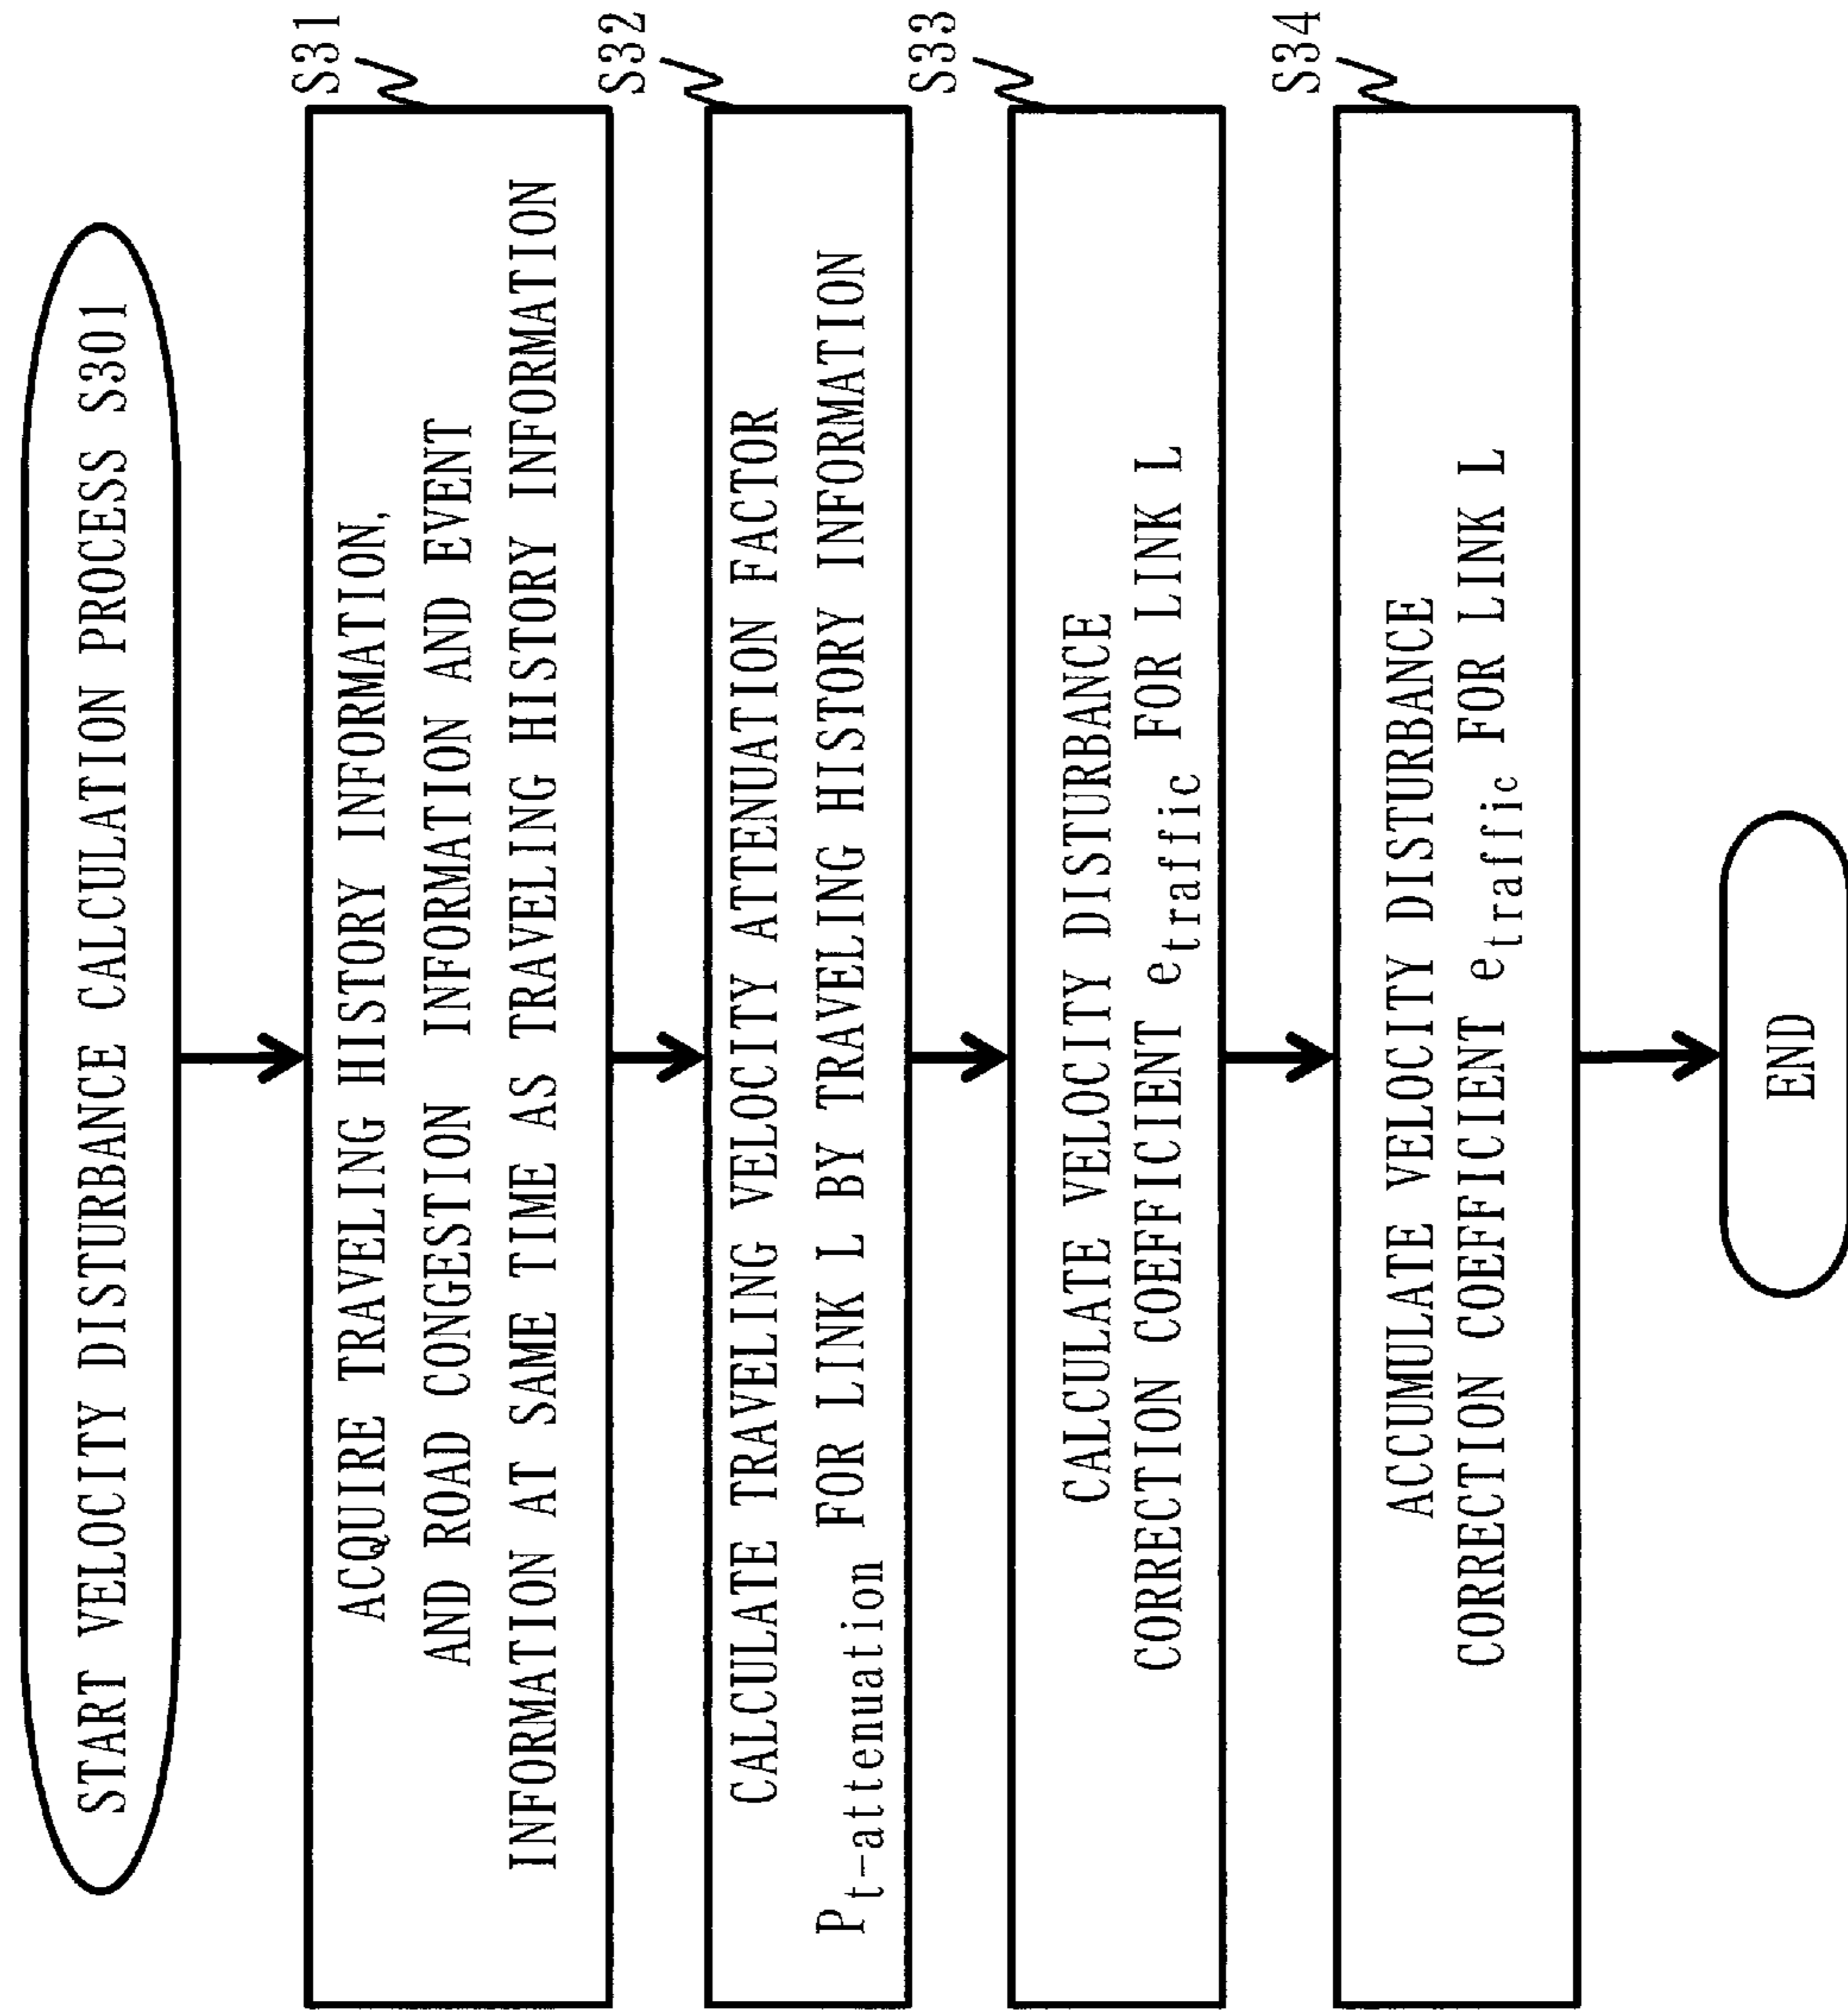 START VELOCITY DISTURBANCE CALCULATION PROCESS S301
S31
ACQUIRE TRAVELING HISTORY INFORMATION,
AND ROAD CONGESTION INFORMATION AND EVENT
INFORMATION AT SAME TIME AS TRAVELING HISTORY INFORMATION
S32
CALCULATE TRAVELING VELOCITY ATTENUATION FACTOR
Pt-attenuation FOR LINK L BY TRAVELING HISTORY INFORMATION
S33
CALCULATE VELOCITY DISTURBANCE
CORRECTION COEFFICIENT etraffic FOR LINK L
S34
ACCUMULATE VELOCITY DISTURBANCE
CORRECTION COEFFICIENT etraffic FOR LINK L
END